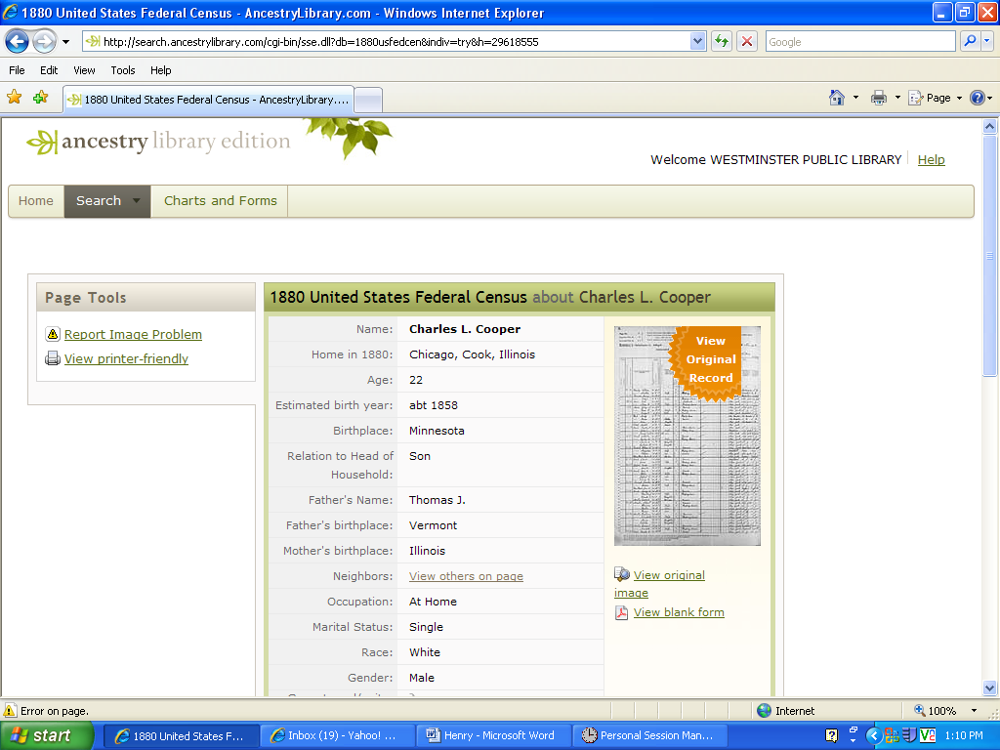 1880 United States Federal Census - AncestryLibrary.com - Windows Internet Explorer
http://search.ancestrylibrary.com/cgi-bin/sse.dll?db=1880usfedcen&indiv=try&h=29618555
Google
File Edit View Tools Help
1880 United States Federal Census - AncestryLibrary....
Page
ancestry library edition
Welcome WESTMINSTER PUBLIC LIBRARY
Help
Home Search Charts and Forms
Page Tools
Report Image Problem
View printer-friendly
1880 United States Federal Census about Charles L. Cooper
Name: Charles L. Cooper
Home in 1880: Chicago, Cook, Illinois
Age: 22
Estimated birth year: abt 1858
Birthplace: Minnesota
Relation to Head of Son
Household:
Father's Name: Thomas J.
Father's birthplace: Vermont
Mother's birthplace: Illinois
Neighbors: View others on page
Occupation: At Home
Marital Status: Single
Race: White
Gender: Male
View
Original
Record
View original
image
View blank form
Error on page.
Internet
100%
start
1880 United States F...
Inbox (19) - Yahoo! ...
Henry - Microsoft Word
Personal Session Man...
1:10 PM